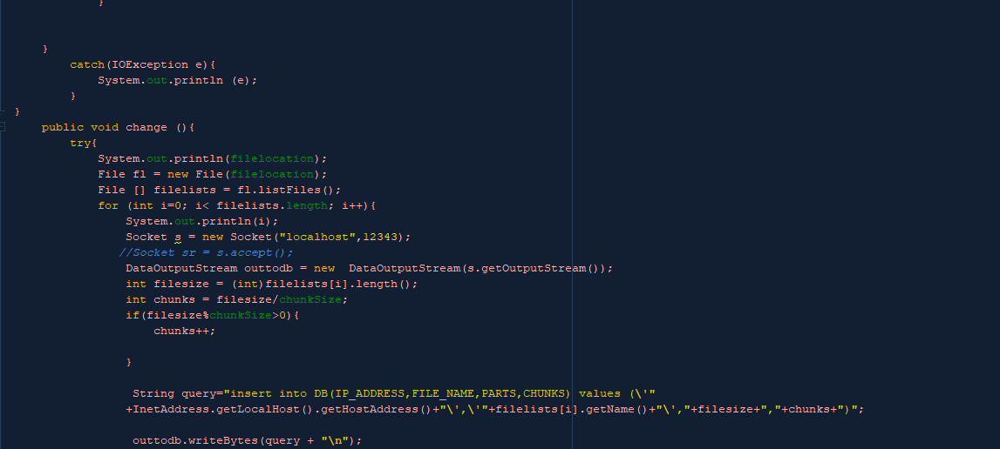 }
}
catch(IOException e){
System.out.println (e);
}
}
public void change (){
try{
System.out.println(filelocation);
File fl = new File(filelocation);
File [] filelists = fl.listFiles();
for (int i=0; i< filelists.length; i++){
System.out.println(i);
Socket s = new Socket("localhost",12343);
//Socket sr = s.accept();
DataOutputStream outtodb = new  DataOutputStream(s.getOutputStream());
int filesize = (int)filelists[i].length();
int chunks = filesize/chunkSize;
if(filesize%chunkSize>0){
chunks++;
}
String query="insert into DB(IP_ADDRESS,FILE_NAME,PARTS,CHUNKS) values (\'"
+InetAddress.getLocalHost().getHostAddress()+"\',\'"+filelists[i].getName()+"\',"+filesize+","+chunks+")";
outtodb.writeBytes(query + "\n");